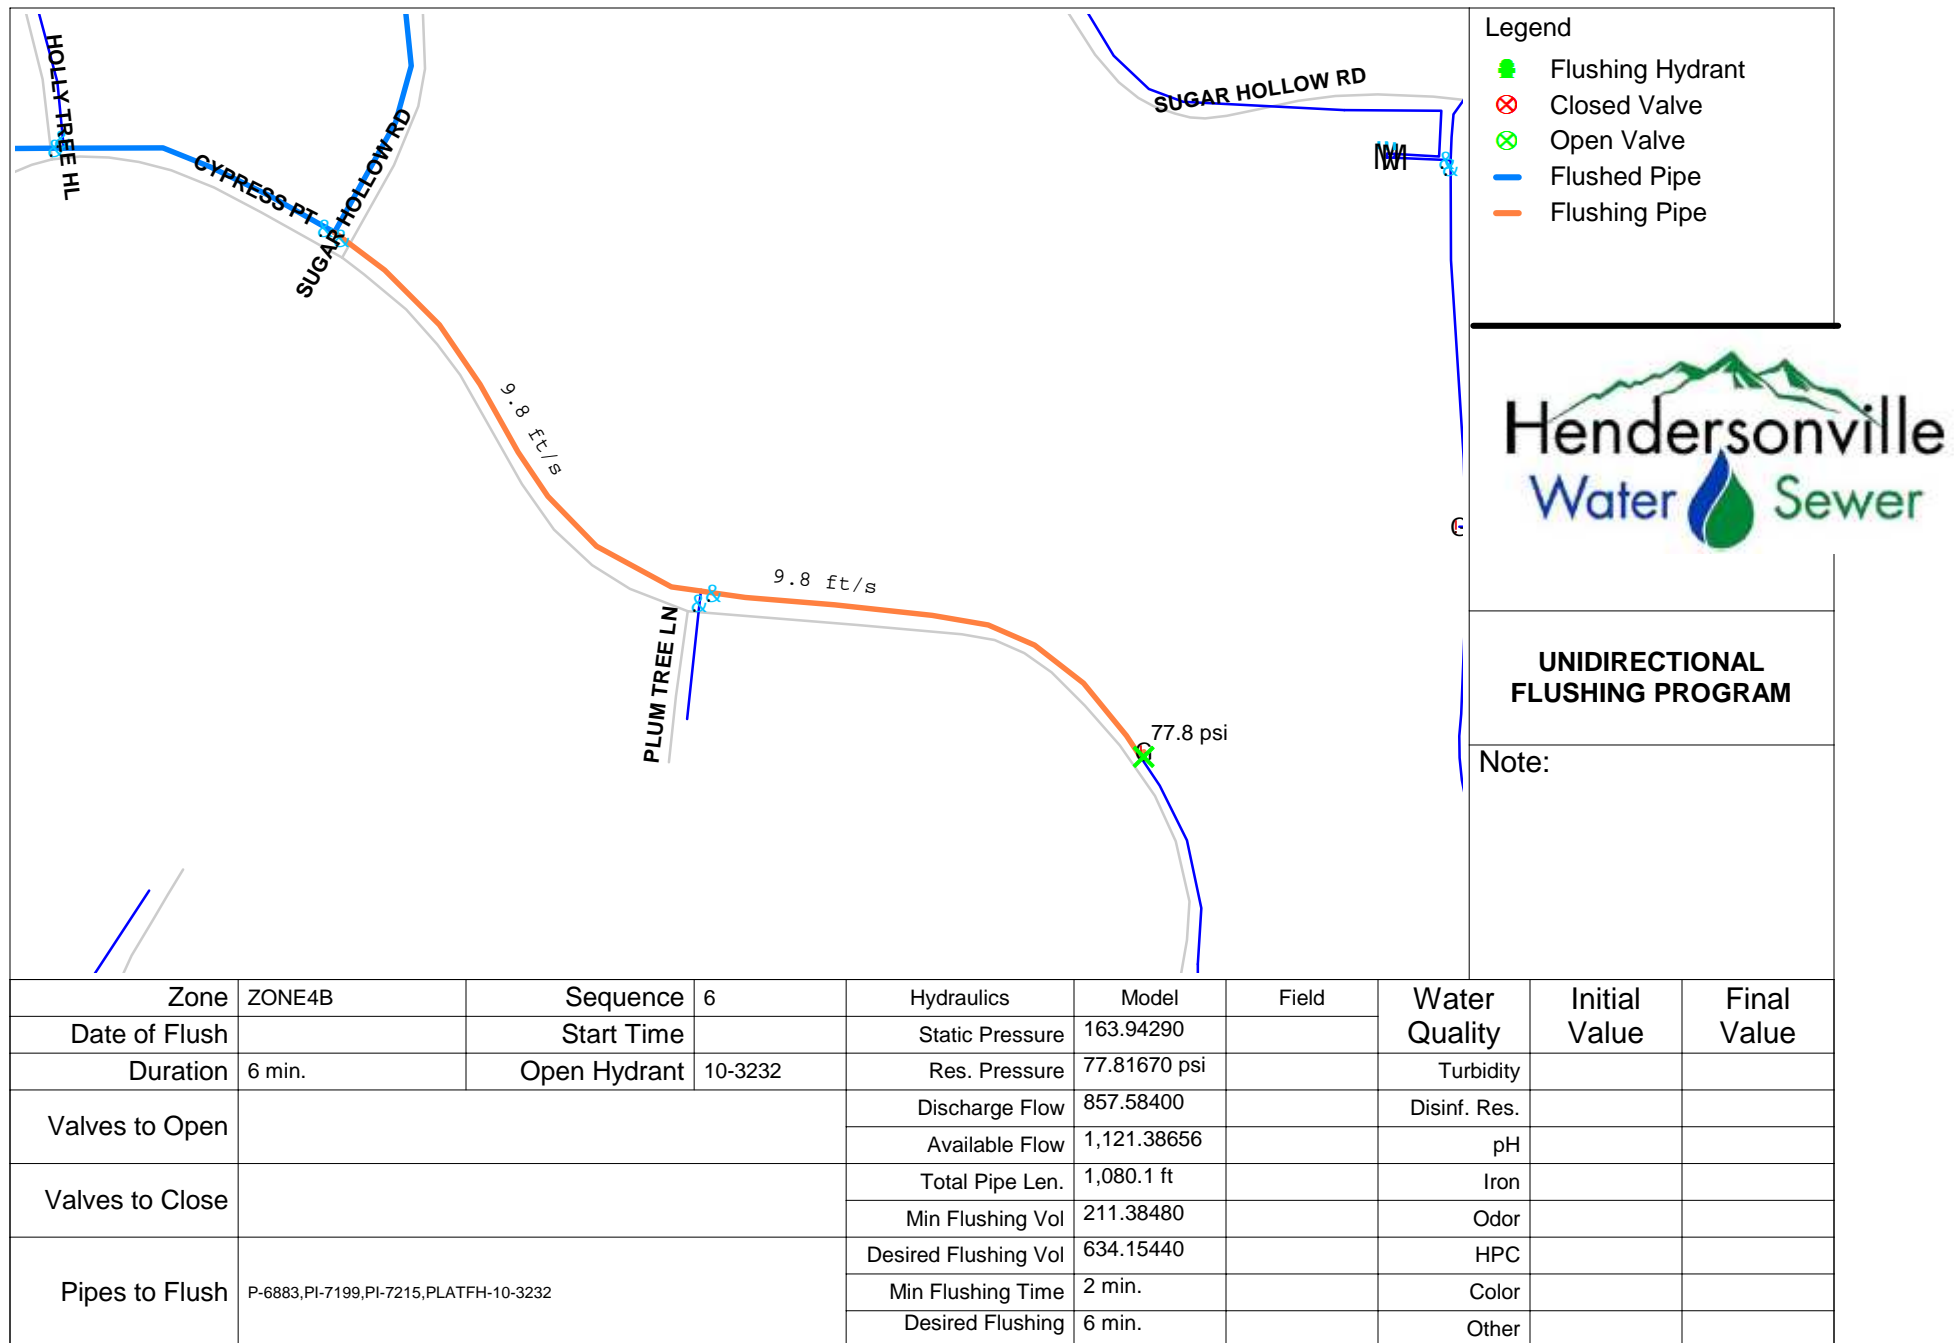 HOLLY TREE HL
CYPRESS PT
SUGAR HOLLOW RD
SUGAR HOLLOW RD
9.8 ft/s
9.8 ft/s
PLUM TREE LN
77.8 psi
Legend
Flushing Hydrant
Closed Valve
Open Valve
Flushed Pipe
Flushing Pipe
Hendersonville
Water Sewer
UNIDIRECTIONAL
FLUSHING PROGRAM
Note:
Zone ZONE4B Sequence 6 Hydraulics Model Field Water Quality Initial Value Final Value
Date of Flush Start Time Static Pressure 163.94290
Duration 6 min. Open Hydrant 10-3232 Res. Pressure 77.81670 psi Turbidity
Valves to Open Discharge Flow 857.58400 Disinf. Res.
Available Flow 1,121.38656 pH
Valves to Close Total Pipe Len. 1,080.1 ft Iron
Min Flushing Vol 211.38480 Odor
Desired Flushing Vol 634.15440 HPC
Pipes to Flush P-6883,PI-7199,PI-7215,PLATFH-10-3232 Min Flushing Time 2 min. Color
Desired Flushing 6 min. Other